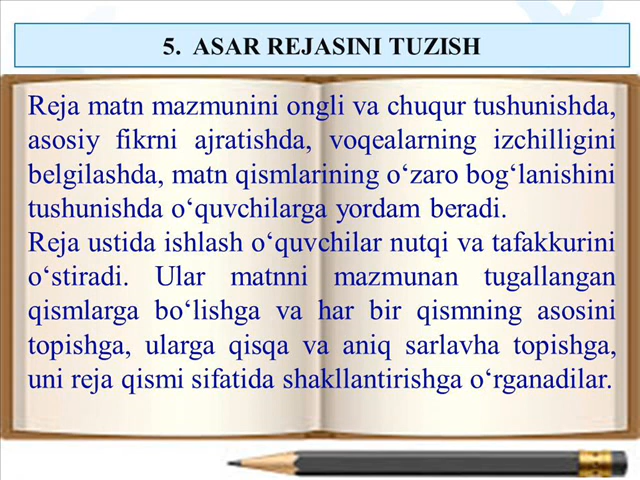 5. ASAR REJASINI TUZISH
Reja matn mazmunini ongli va chuqur tushunishda,
asosiy fikrni ajratishda, voqealarning izchilligini
belgilashda, matn qismlarining o‘zaro bog‘lanishini
tushunishda o‘quvchilarga yordam beradi.
Reja ustida ishlash o‘quvchilar nutqi va tafakkurini
o‘stiradi. Ular matnni mazmunan tugallangan
qismlarga bo‘lishga va har bir qismning asosini
topishga, ularga qisqa va aniq sarlavha topishga,
uni reja qismi sifatida shakllantirishga o‘rganadilar.